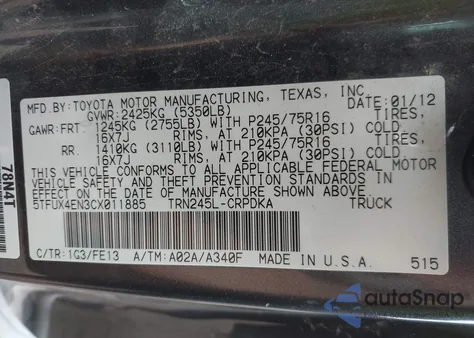 MFD.BY:TOYOTA MOTOR MANUFACTURING, TEXAS, INC.
GVWR:2425KG (5350LB) DATE:01/12
GAWR:FRT. 1245KG (2755LB) WITH P245/75R16 TIRES,
16X7J RIMS, AT 210KPA (30PSI) COLD.
RR. 1410KG (3110LB) WITH P245/75R16 TIRES,
16X7J RIMS, AT 210KPA (30PSI) COLD.
THIS VEHICLE CONFORMS TO ALL APPLICABLE FEDERAL MOTOR
VEHICLE SAFETY AND THEFT PREVENTION STANDARDS IN
EFFECT ON THE DATE OF MANUFACTURE SHOWN ABOVE.
5TFUX4EN3CX011885 TRN245L-CRPDKA TRUCK
C/TR:1G3/FE13 A/TM:A02A/A340F MADE IN U.S.A. 515
78N4T
autoSnap